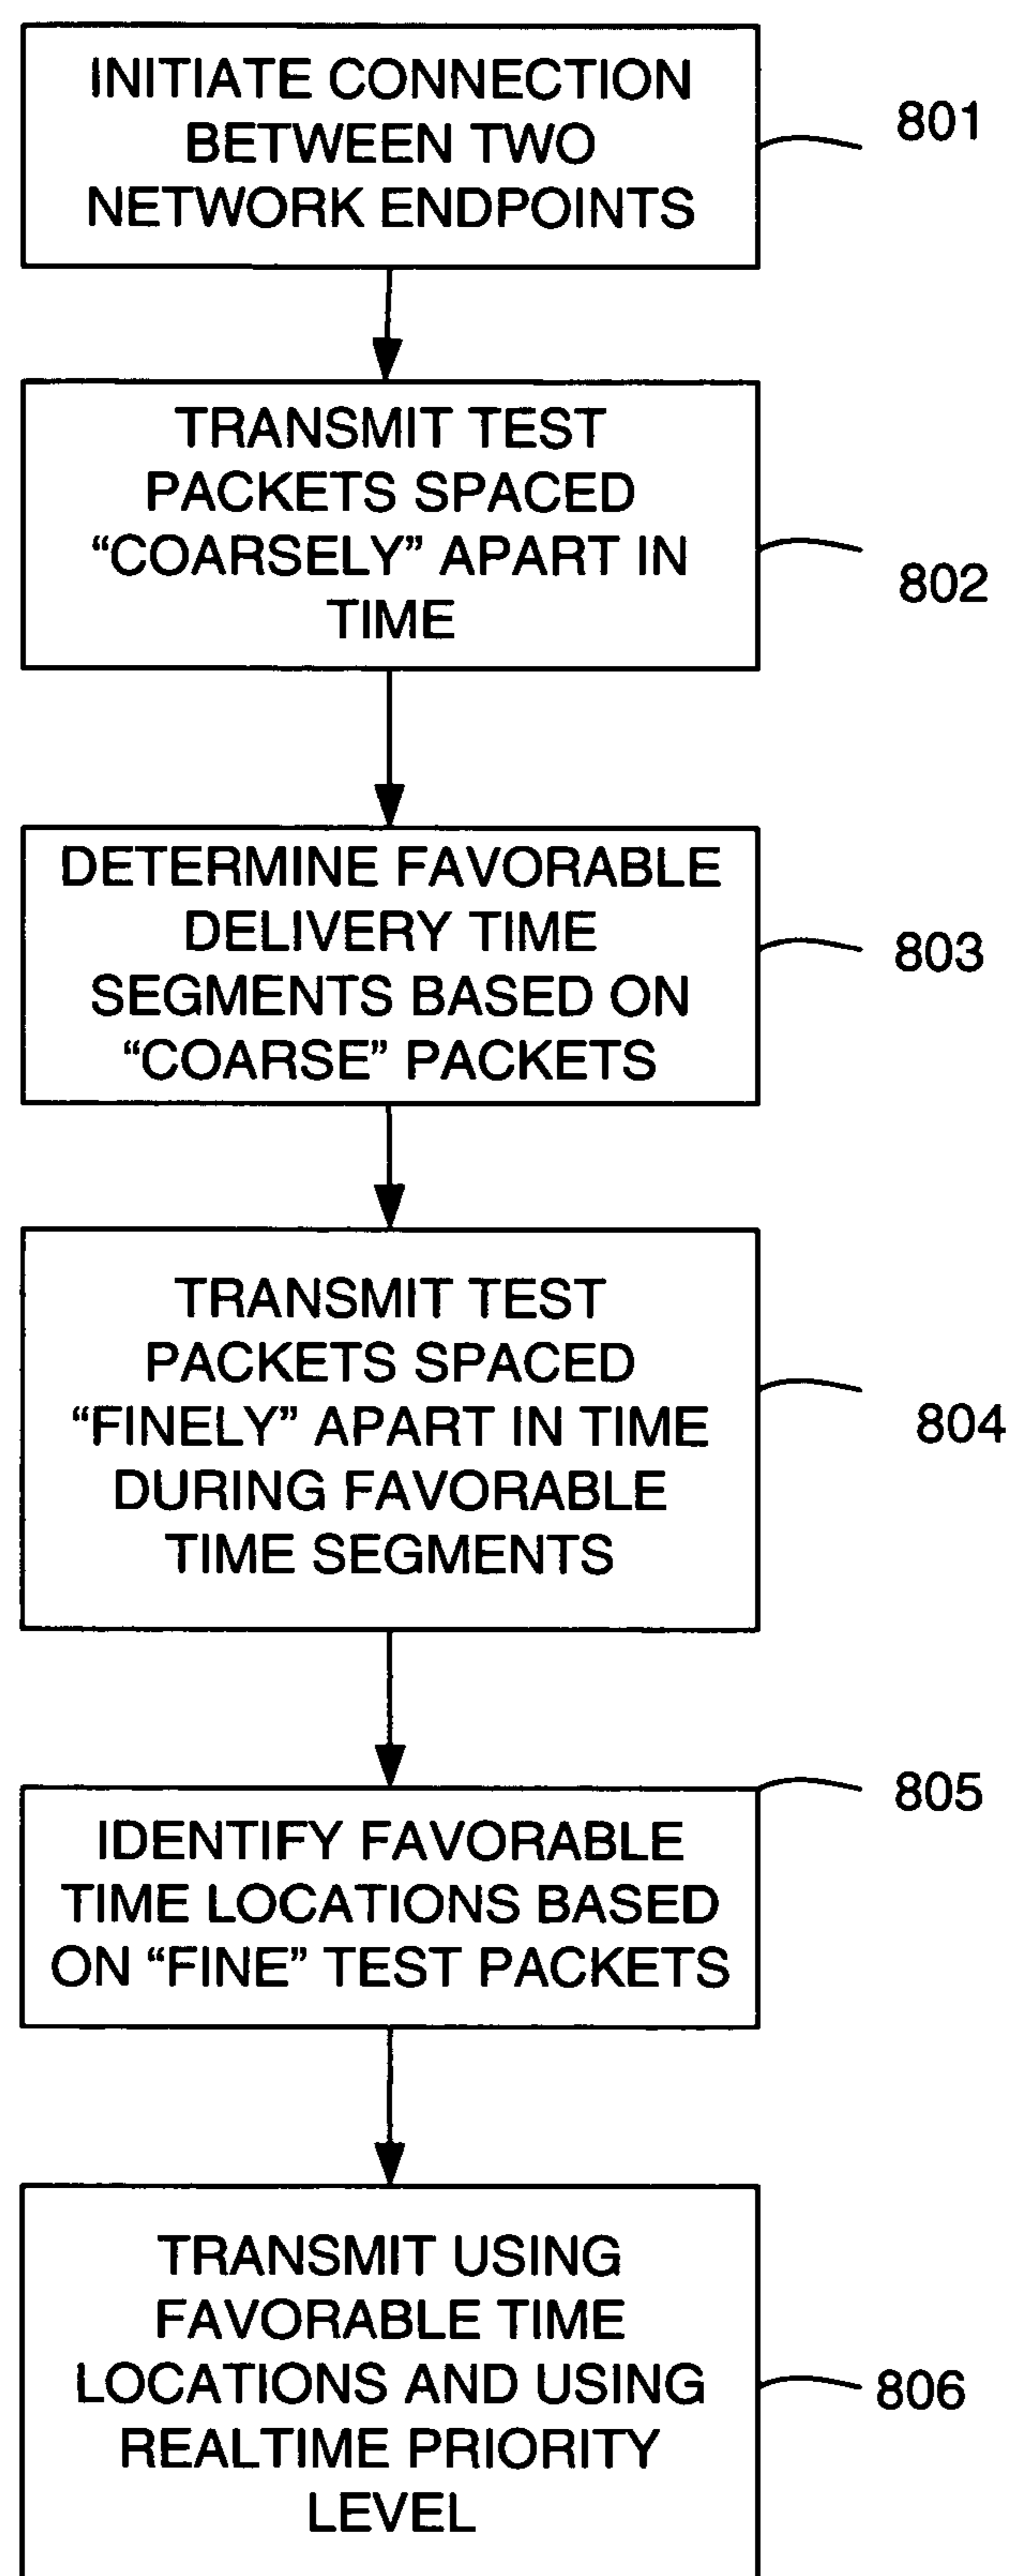 INITIATE CONNECTION
BETWEEN TWO
NETWORK ENDPOINTS
801
TRANSMIT TEST
PACKETS SPACED
“COARSELY” APART IN
TIME
802
DETERMINE FAVORABLE
DELIVERY TIME
SEGMENTS BASED ON
“COARSE” PACKETS
803
TRANSMIT TEST
PACKETS SPACED
“FINELY” APART IN TIME
DURING FAVORABLE
TIME SEGMENTS
804
805
IDENTIFY FAVORABLE
TIME LOCATIONS BASED
ON “FINE” TEST PACKETS
TRANSMIT USING
FAVORABLE TIME
LOCATIONS AND USING
REALTIME PRIORITY
LEVEL
806